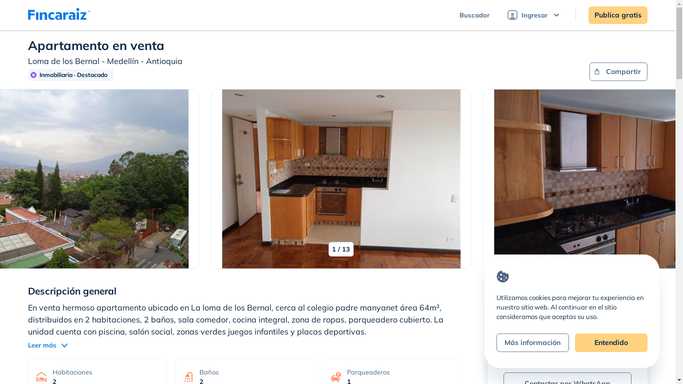 Fincaraiz
Buscador
Ingresar
Publica gratis
Apartamento en venta
Loma de los Bernal - Medellín - Antioquia
Inmobiliaria · Destacado
Compartir
1 / 13
Descripción general
En venta hermoso apartamento ubicado en La loma de los Bernal, cerca al colegio padre manyanet área 64m²,
distribuidos en 2 habitaciones, 2 baños, sala comedor, cocina integral, zona de ropas, parqueadero cubierto. La
unidad cuenta con piscina, salón social, zonas verdes juegos infantiles y placas deportivas.
Leer más
Utilizamos cookies para mejorar tu experiencia en
nuestro sitio web. Al continuar en el sitio
consideramos que aceptas su uso.
Más información
Entendido
Habitaciones
2
Baños
2
Parqueaderos
1
Contactar por WhatsApp